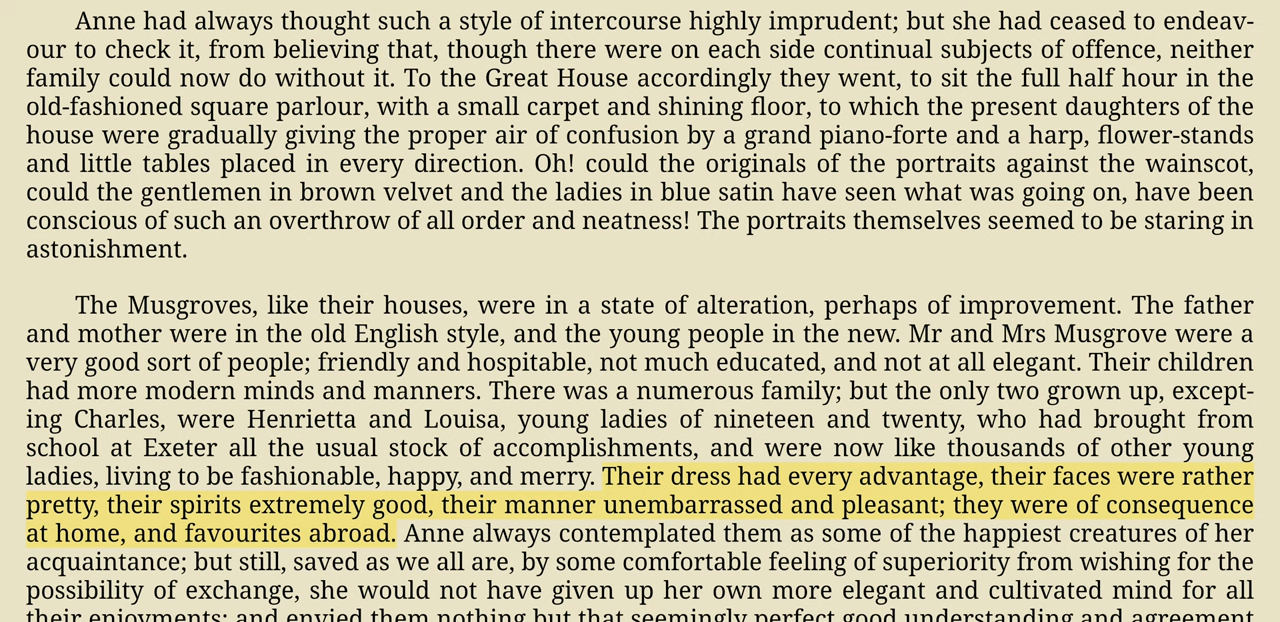 Anne had always thought such a style of intercourse highly imprudent; but she had ceased to endeav-
our to check it, from believing that, though there were on each side continual subjects of offence, neither
family could now do without it. To the Great House accordingly they went, to sit the full half hour in the
old-fashioned square parlour, with a small carpet and shining floor, to which the present daughters of the
house were gradually giving the proper air of confusion by a grand piano-forte and a harp, flower-stands
and little tables placed in every direction. Oh! could the originals of the portraits against the wainscot,
could the gentlemen in brown velvet and the ladies in blue satin have seen what was going on, have been
conscious of such an overthrow of all order and neatness! The portraits themselves seemed to be staring in
astonishment.
The Musgroves, like their houses, were in a state of alteration, perhaps of improvement. The father
and mother were in the old English style, and the young people in the new. Mr and Mrs Musgrove were a
very good sort of people; friendly and hospitable, not much educated, and not at all elegant. Their children
had more modern minds and manners. There was a numerous family; but the only two grown up, except-
ing Charles, were Henrietta and Louisa, young ladies of nineteen and twenty, who had brought from
school at Exeter all the usual stock of accomplishments, and were now like thousands of other young
ladies, living to be fashionable, happy, and merry. Their dress had every advantage, their faces were rather
pretty, their spirits extremely good, their manner unembarrassed and pleasant; they were of consequence
at home, and favourites abroad. Anne always contemplated them as some of the happiest creatures of her
acquaintance; but still, saved as we all are, by some comfortable feeling of superiority from wishing for the
possibility of exchange, she would not have given up her own more elegant and cultivated mind for all
their enjoyments; and envied them nothing but that seemingly perfect good understanding and agreement